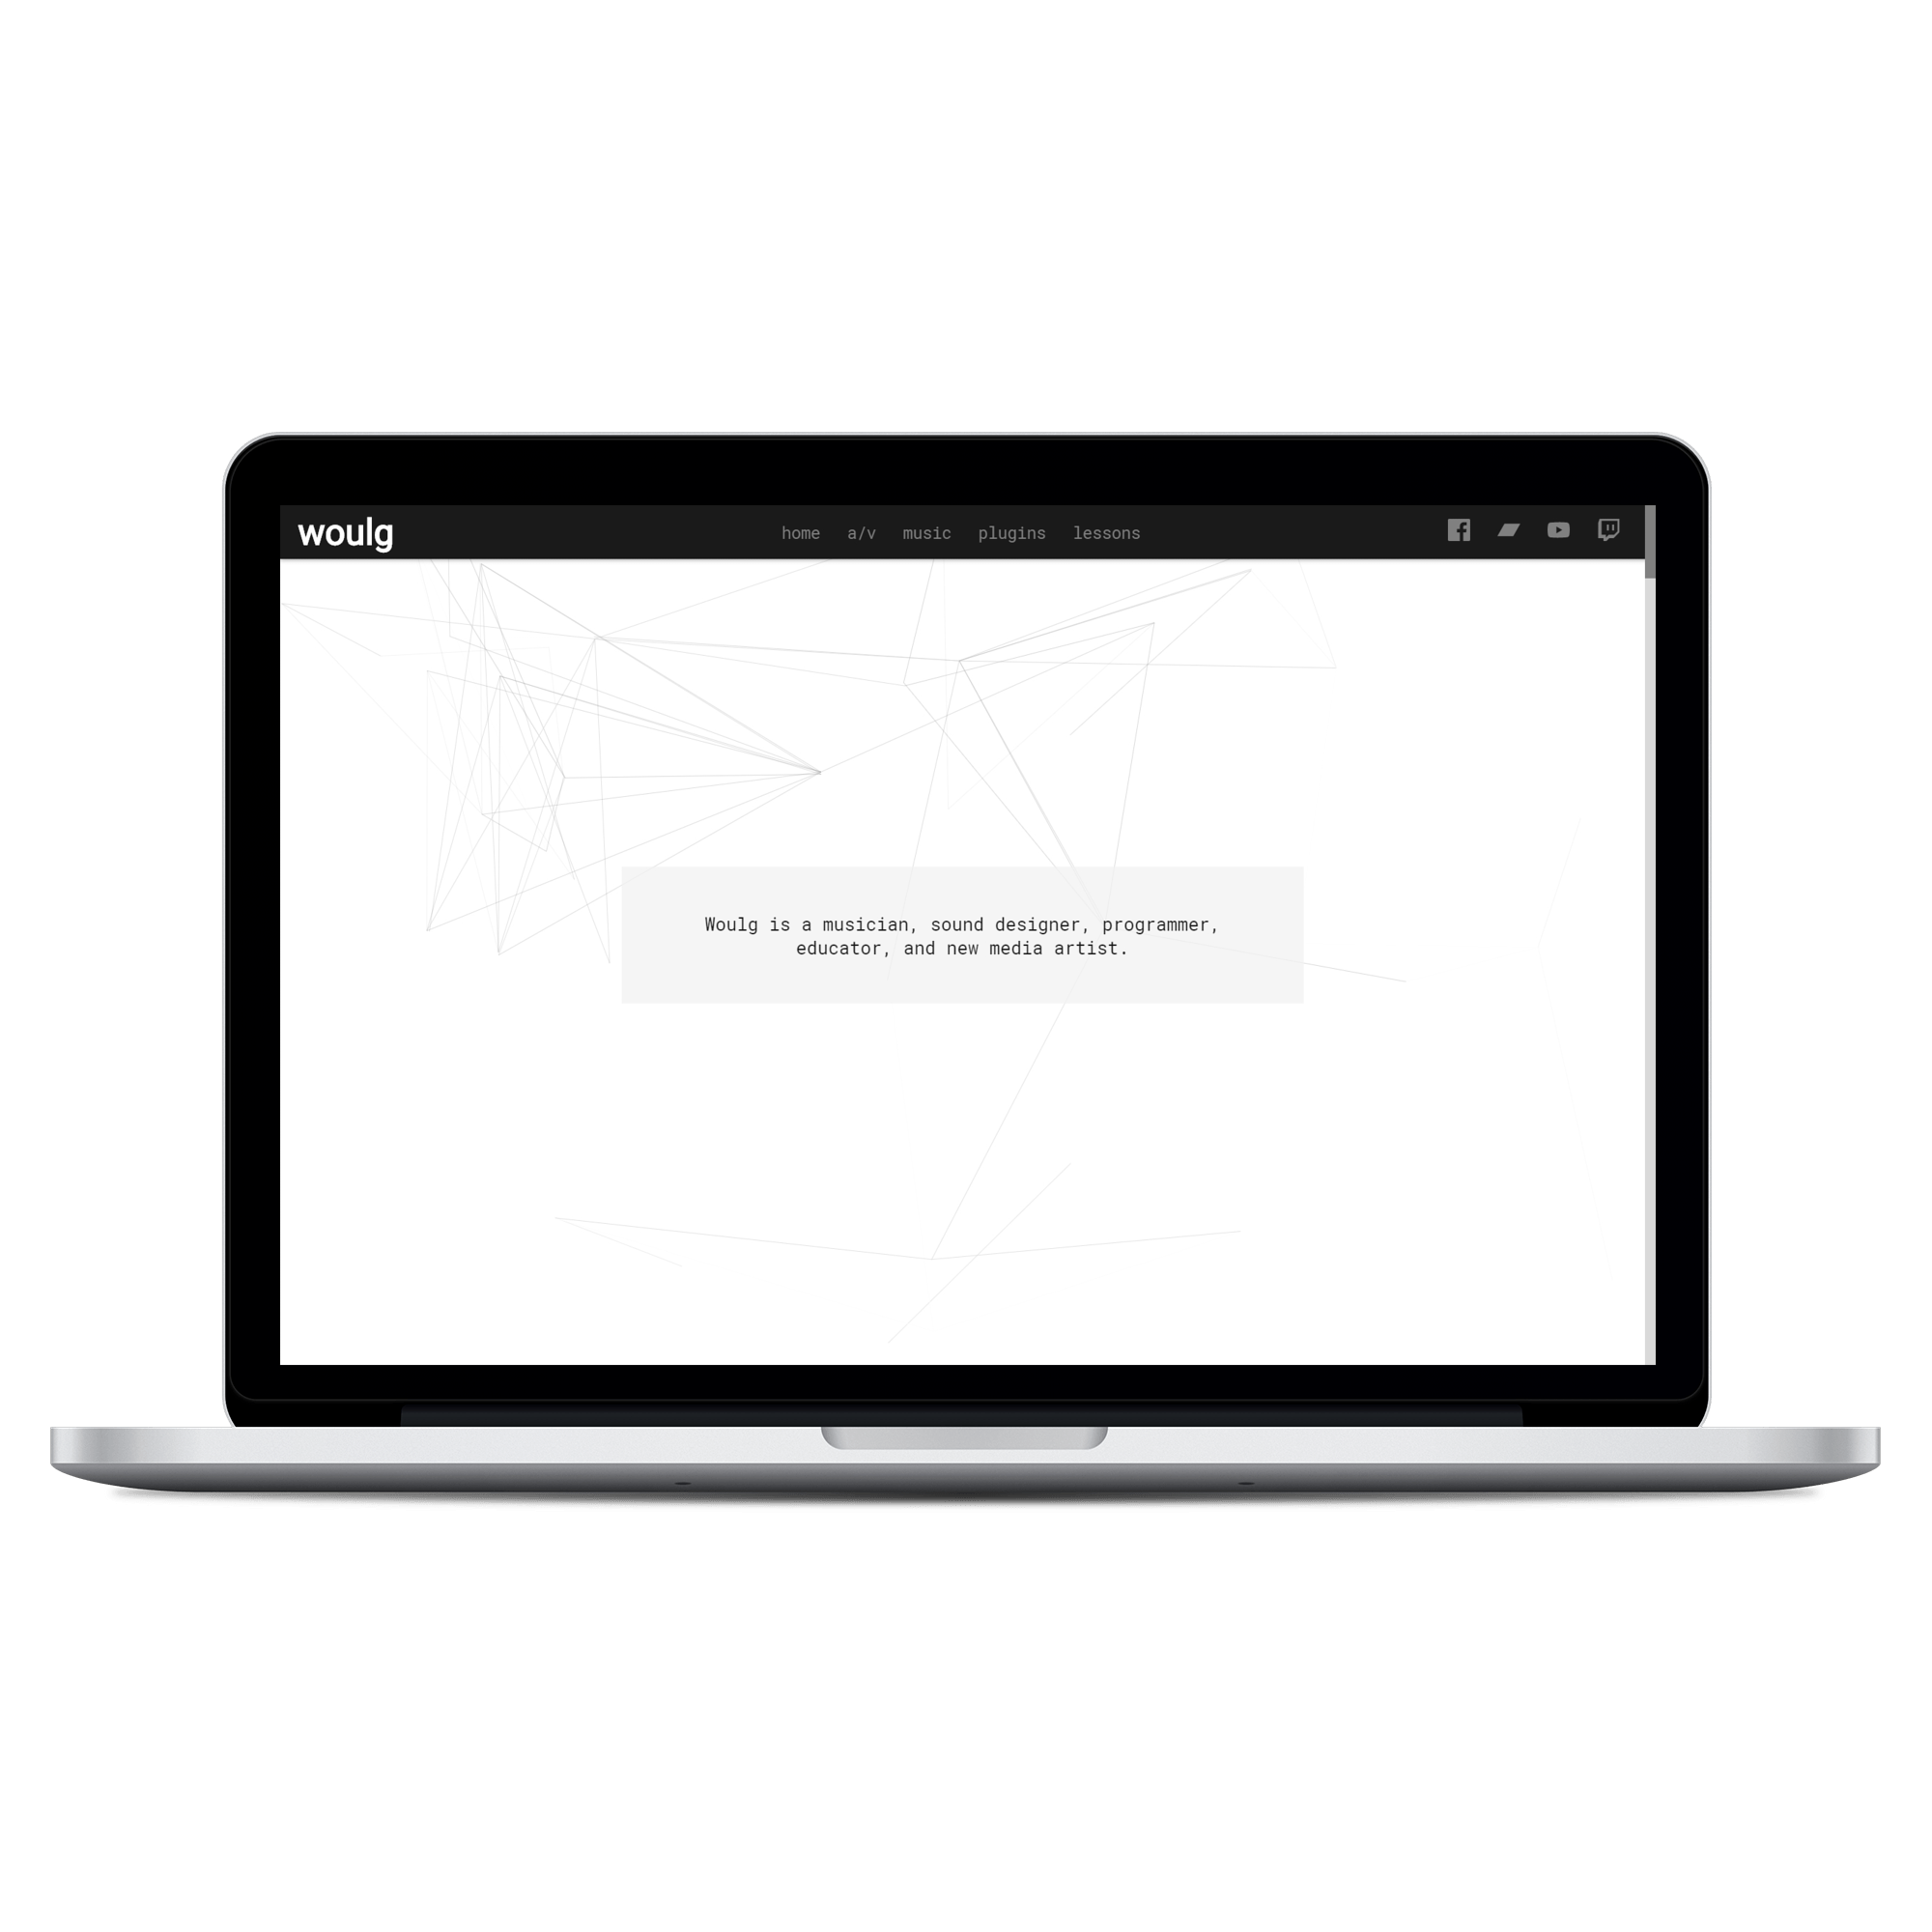 woulg
home a/v music plugins lessons
Woulg is a musician, sound designer, programmer,
educator, and new media artist.